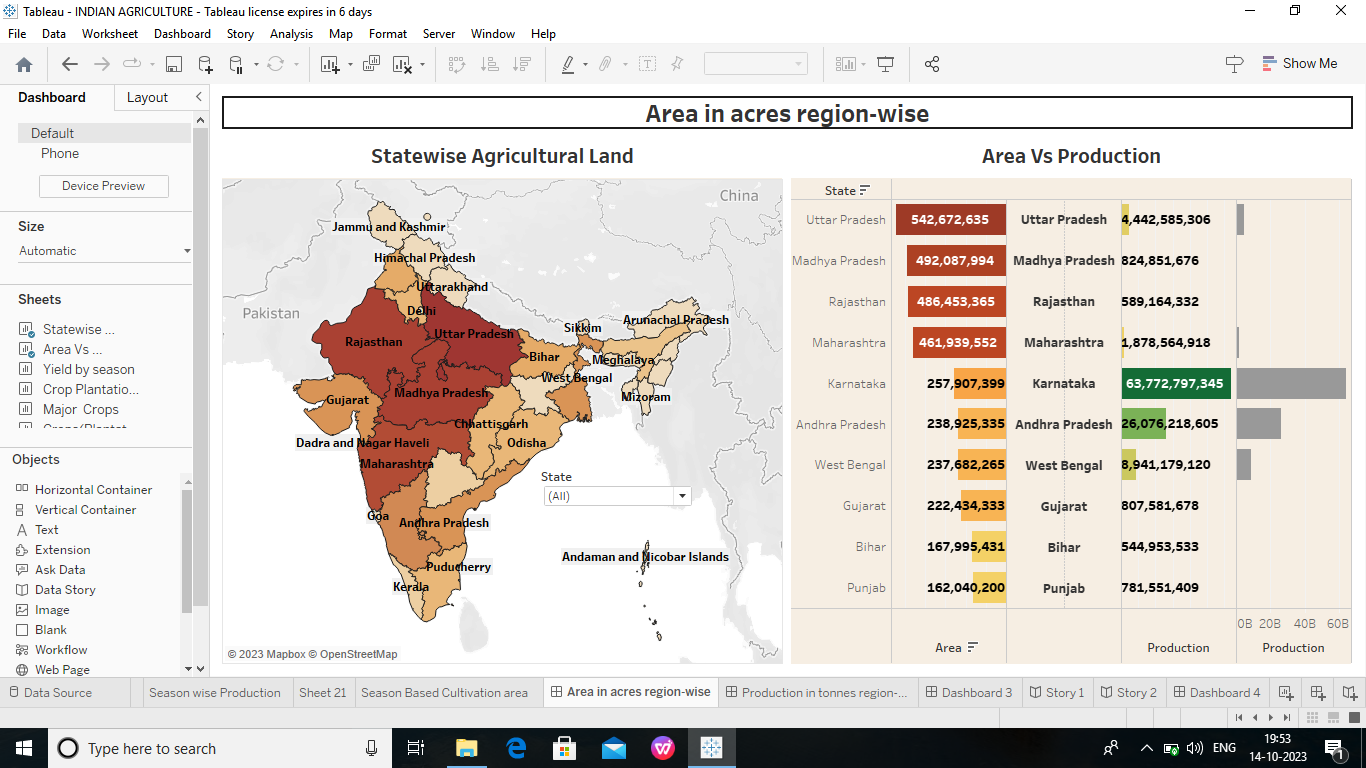 Tableau - INDIAN AGRICULTURE - Tableau license expires in 6 days
File Data Worksheet Dashboard Story Analysis Map Format Server Window Help
Show Me
Dashboard Layout
Default
Phone
Device Preview
Size
Automatic
Sheets
Statewise ...
Area Vs ...
Yield by season
Crop Plantatio...
Major Crops
Objects
Horizontal Container
Vertical Container
Text
Extension
Ask Data
Data Story
Image
Blank
Workflow
Web Page
Area in acres region-wise
Statewise Agricultural Land
China
Pakistan
Jammu and Kashmir
Himachal Pradesh
Uttarakhand
Delhi
Arunachal Pradesh
Sikkim
Rajasthan
Uttar Pradesh
Bihar
Meghalaya
West Bengal
Madhya Pradesh
Gujarat
Mizoram
Chhattisgarh
Dadra and Nagar Haveli
Odisha
Maharashtra
State
(All)
Goa
Andhra Pradesh
Andaman and Nicobar Islands
Puducherry
Kerala
© 2023 Mapbox © OpenStreetMap
Area Vs Production
State
Uttar Pradesh 542,672,635 Uttar Pradesh 4,442,585,306
Madhya Pradesh 492,087,994 Madhya Pradesh 824,851,676
Rajasthan 486,453,365 Rajasthan 589,164,332
Maharashtra 461,939,552 Maharashtra 1,878,564,918
Karnataka 257,907,399 Karnataka 63,772,797,345
Andhra Pradesh 238,925,335 Andhra Pradesh 26,076,218,605
West Bengal 237,682,265 West Bengal 8,941,179,120
Gujarat 222,434,333 Gujarat 807,581,678
Bihar 167,995,431 Bihar 544,953,533
Punjab 162,040,200 Punjab 781,551,409
0B 20B 40B 60B
Area Production Production
Data Source Season wise Production Sheet 21 Season Based Cultivation area Area in acres region-wise Production in tonnes region-... Dashboard 3 Story 1 Story 2 Dashboard 4
Type here to search
ENG
19:53
14-10-2023
1